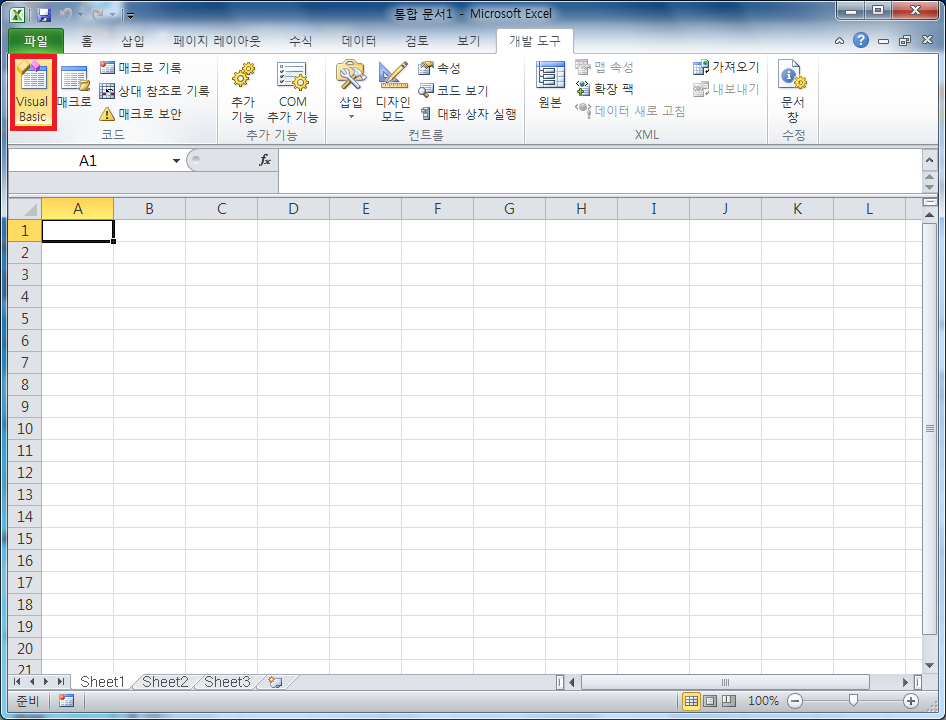 통합 문서1 - Microsoft Excel
파일 홈 삽입 페이지 레이아웃 수식 데이터 검토 보기 개발 도구
Visual Basic
매크로
매크로 기록
상대 참조로 기록
매크로 보안
코드
추가 기능
COM 추가 기능
추가 기능
삽입
디자인 모드
속성
코드 보기
대화 상자 실행
컨트롤
원본
맵 속성
확장 팩
데이터 새로 고침
가져오기
내보내기
XML
문서 창
수정
A1 fx
A B C D E F G H I J K L
1
2
3
4
5
6
7
8
9
10
11
12
13
14
15
16
17
18
19
20
21
Sheet1 Sheet2 Sheet3
준비 100%